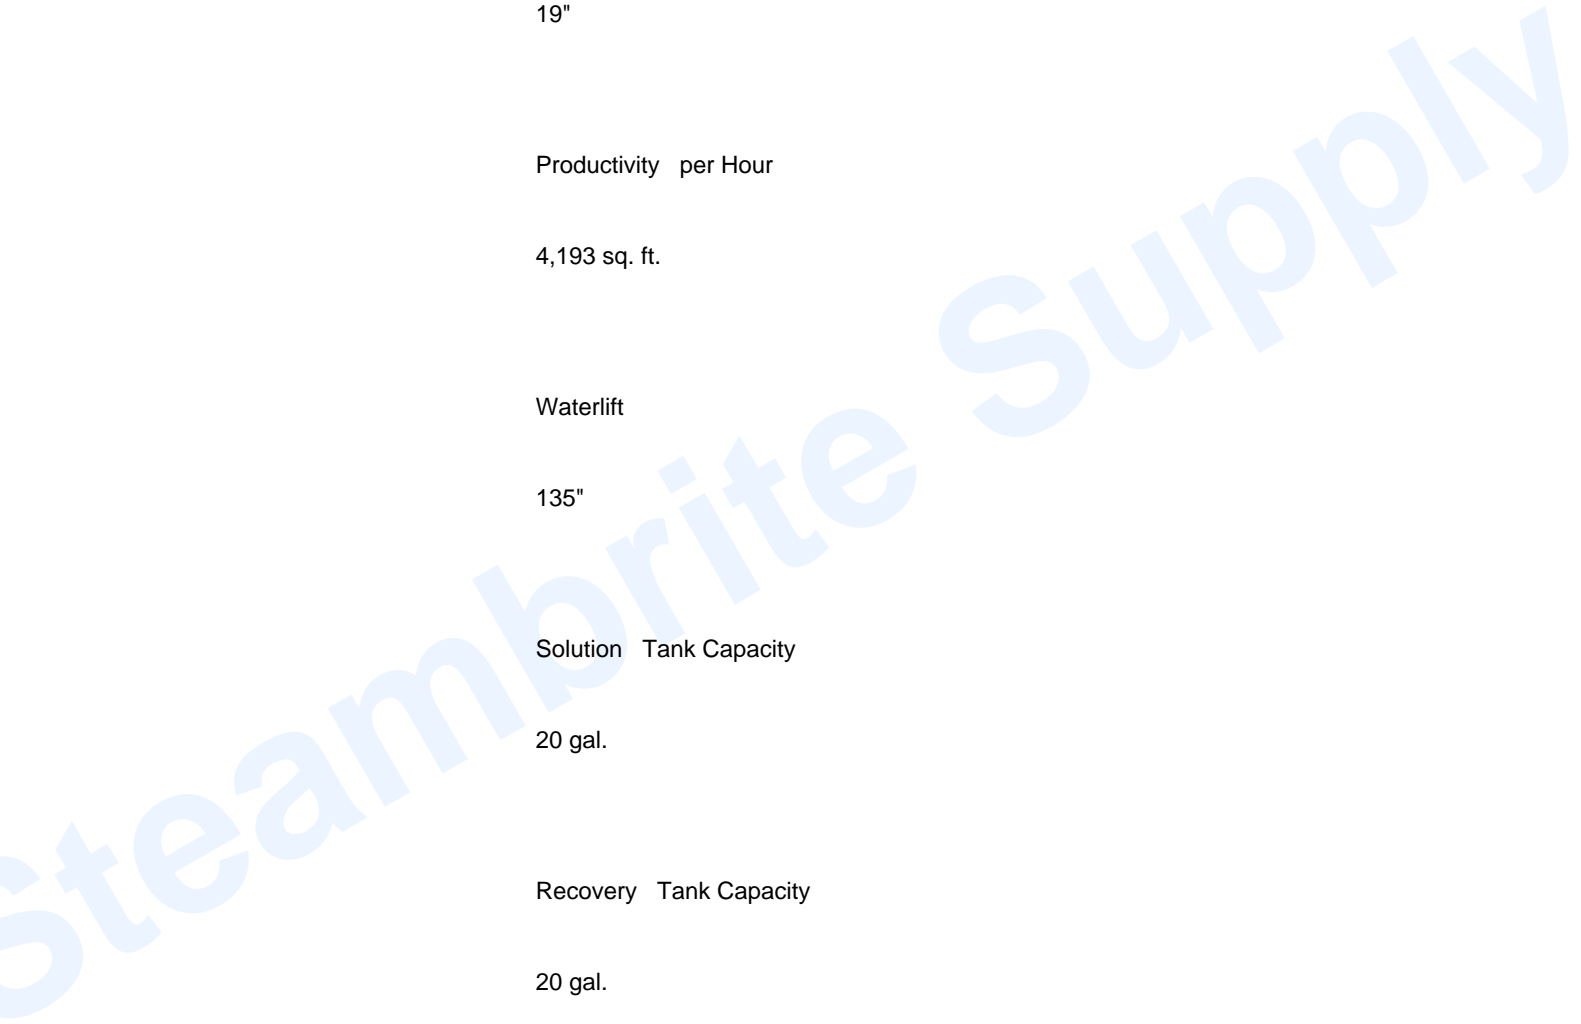 19"
Productivity per Hour
4,193 sq. ft.
Waterlift
135"
Solution Tank Capacity
20 gal.
Recovery Tank Capacity
20 gal.
Steambrite Supply